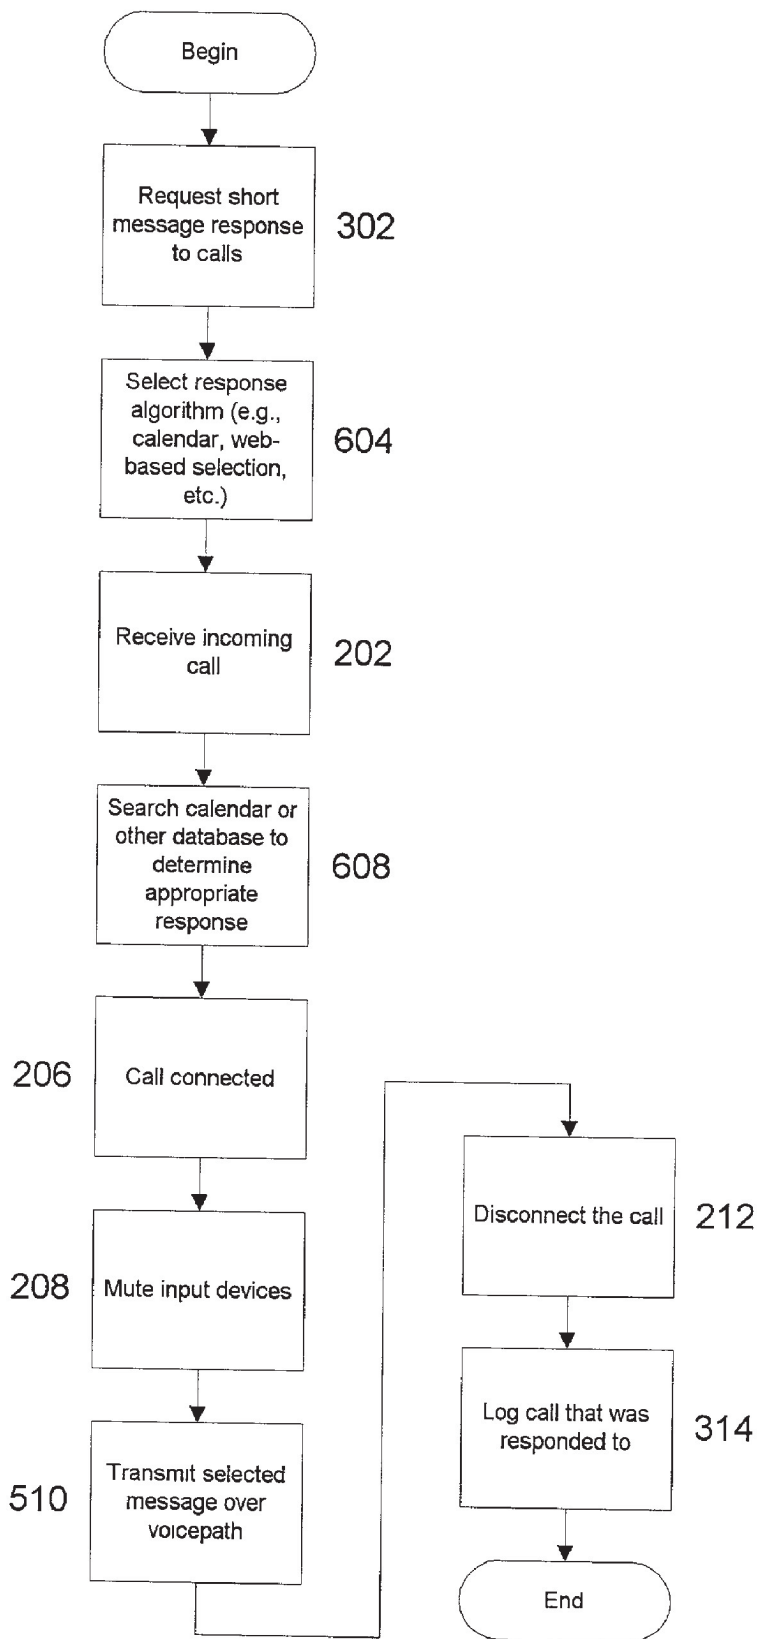 Begin
Request short
message response
to calls
302
Select response
algorithm (e.g.,
calendar, web-
based selection,
etc.)
604
Receive incoming
call
202
Search calendar or
other database to
determine
appropriate
response
608
206
Call connected
208
Mute input devices
510
Transmit selected
message over
voicepath
Disconnect the call
212
Log call that was
responded to
314
End